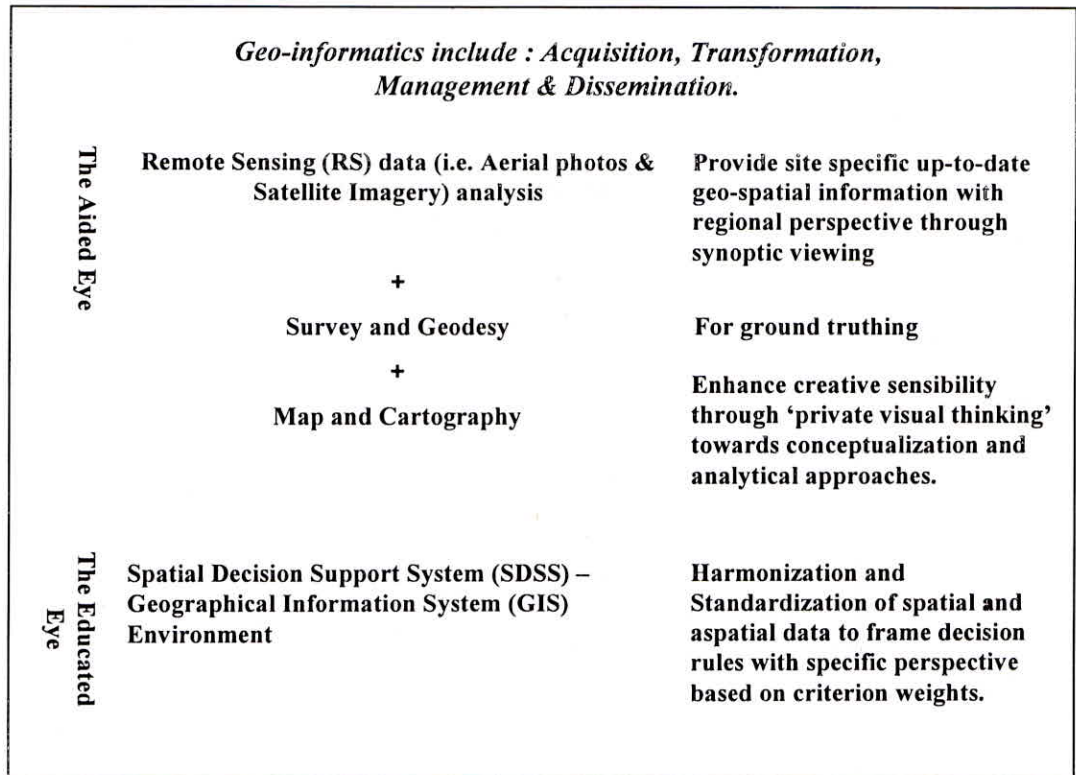 Geo-informatics include : Acquisition, Transformation,
Management & Dissemination.
The Aided Eye
Remote Sensing (RS) data (i.e. Aerial photos &
Satellite Imagery) analysis
Provide site specific up-to-date
geo-spatial information with
regional perspective through
synoptic viewing
+
Survey and Geodesy
For ground truthing
+
Map and Cartography
Enhance creative sensibility
through ‘private visual thinking’
towards conceptualization and
analytical approaches.
The Educated
Eye
Spatial Decision Support System (SDSS) –
Geographical Information System (GIS)
Environment
Harmonization and
Standardization of spatial and
aspatial data to frame decision
rules with specific perspective
based on criterion weights.